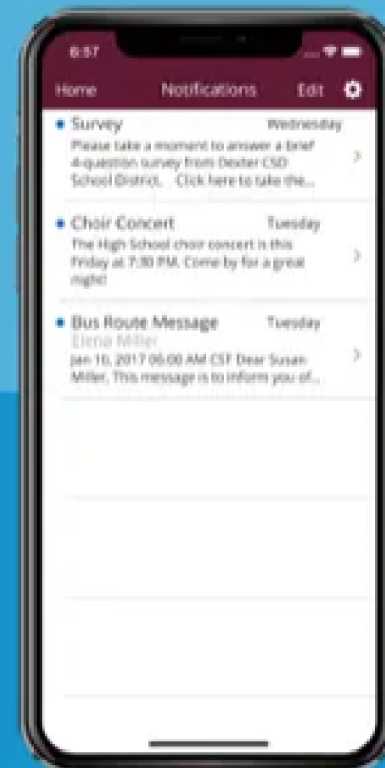 6:57
Home Notifications Edit
Survey Wednesday
Please take a moment to answer a brief
4-question survey from Dexter CSD
School District. Click here to take the...
Choir Concert Tuesday
The High School choir concert is this
Friday at 7:30 PM. Come by for a great
night!
Bus Route Message Tuesday
Elena Miller
Jan 10, 2017 06:00 AM CST Dear Susan
Miller, This message is to inform you of...